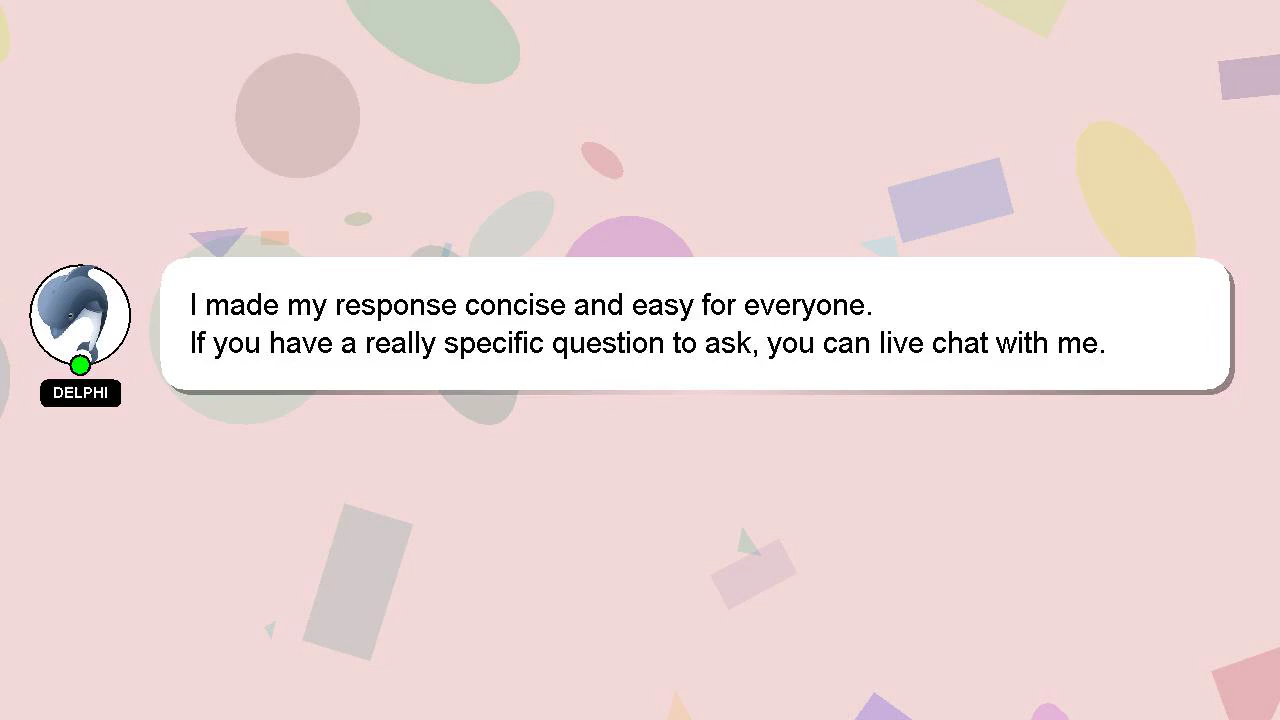 I made my response concise and easy for everyone.
If you have a really specific question to ask, you can live chat with me.
DELPHI